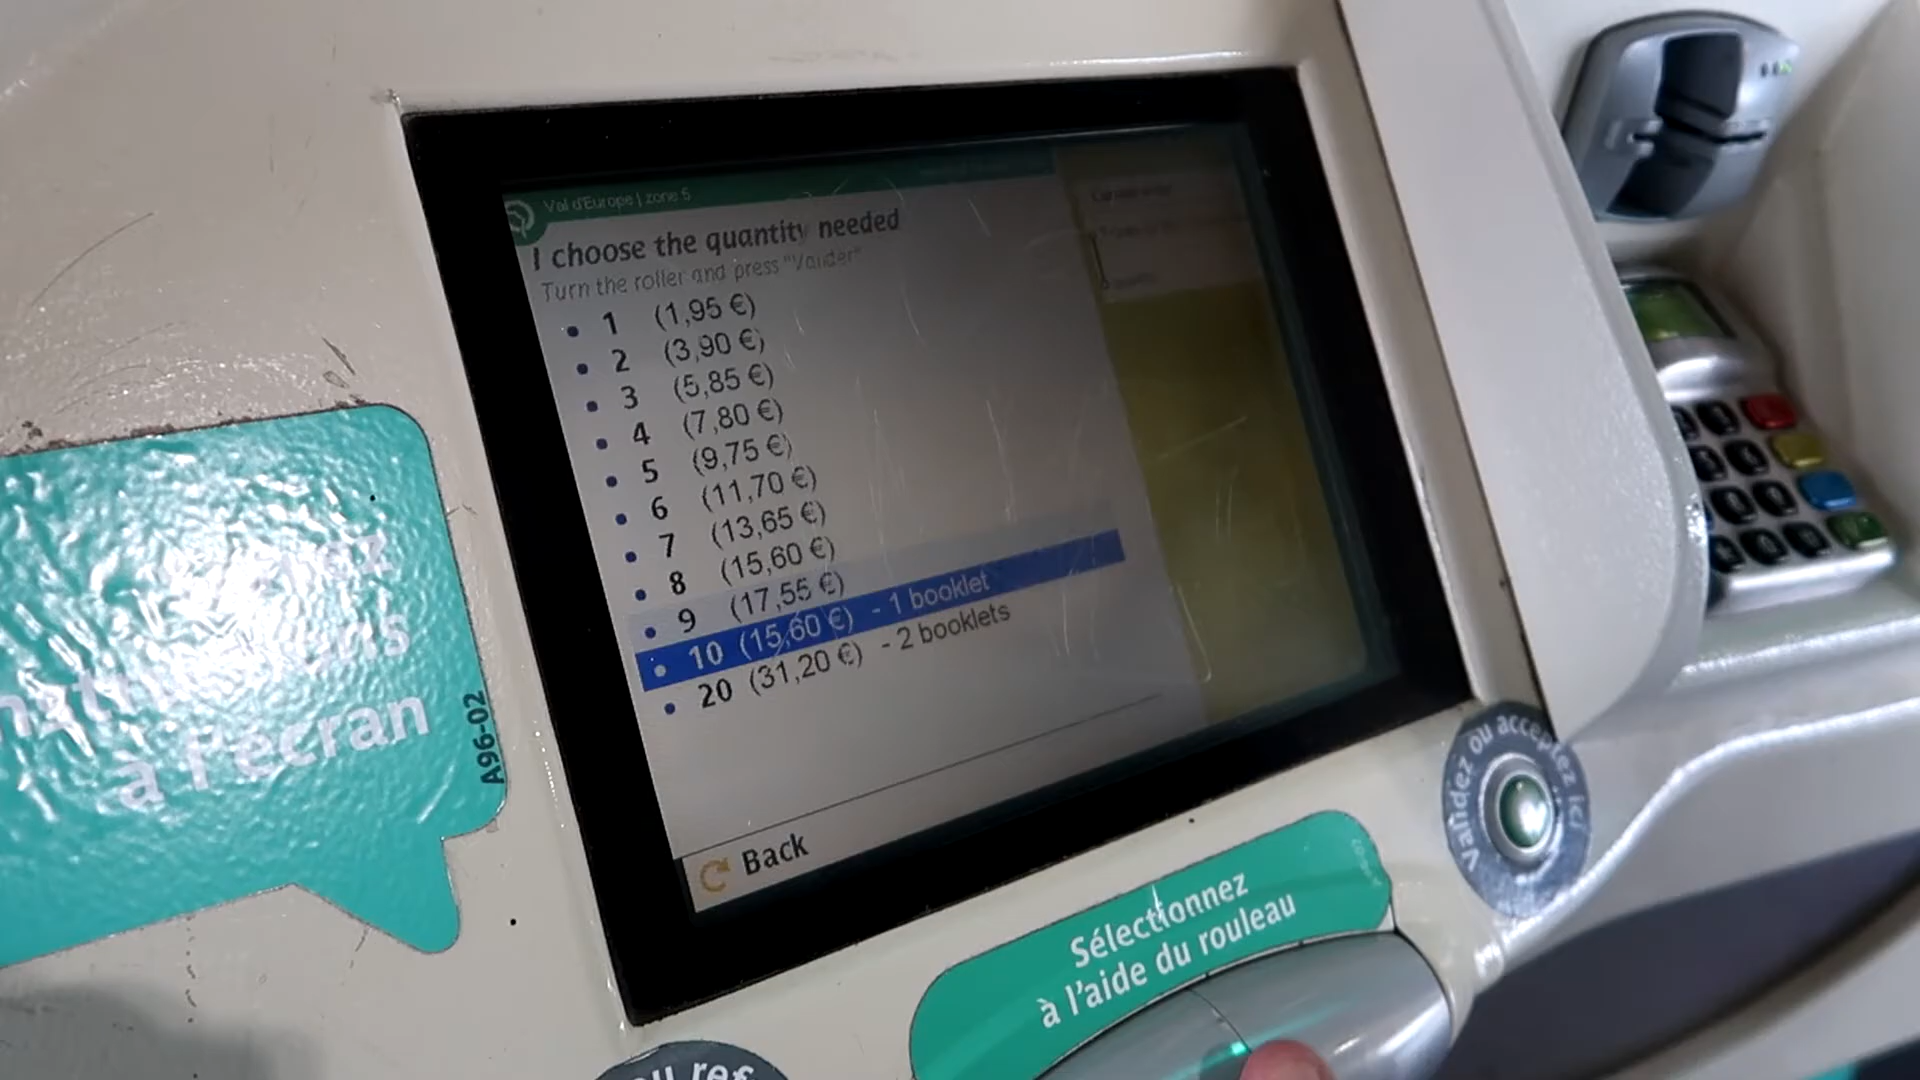 Val d'Europe | zone 5
I choose the quantity needed
Turn the roller and press "Valider"
• 1 (1,95 €)
• 2 (3,90 €)
• 3 (5,85 €)
• 4 (7,80 €)
• 5 (9,75 €)
• 6 (11,70 €)
• 7 (13,65 €)
• 8 (15,60 €)
• 9 (17,55 €)
• 10 (15,60 €) - 1 booklet
• 20 (31,20 €) - 2 booklets
Back
à l'écran
A96-02
Validez ou acceptez ici
Sélectionnez
à l'aide du rouleau
ou